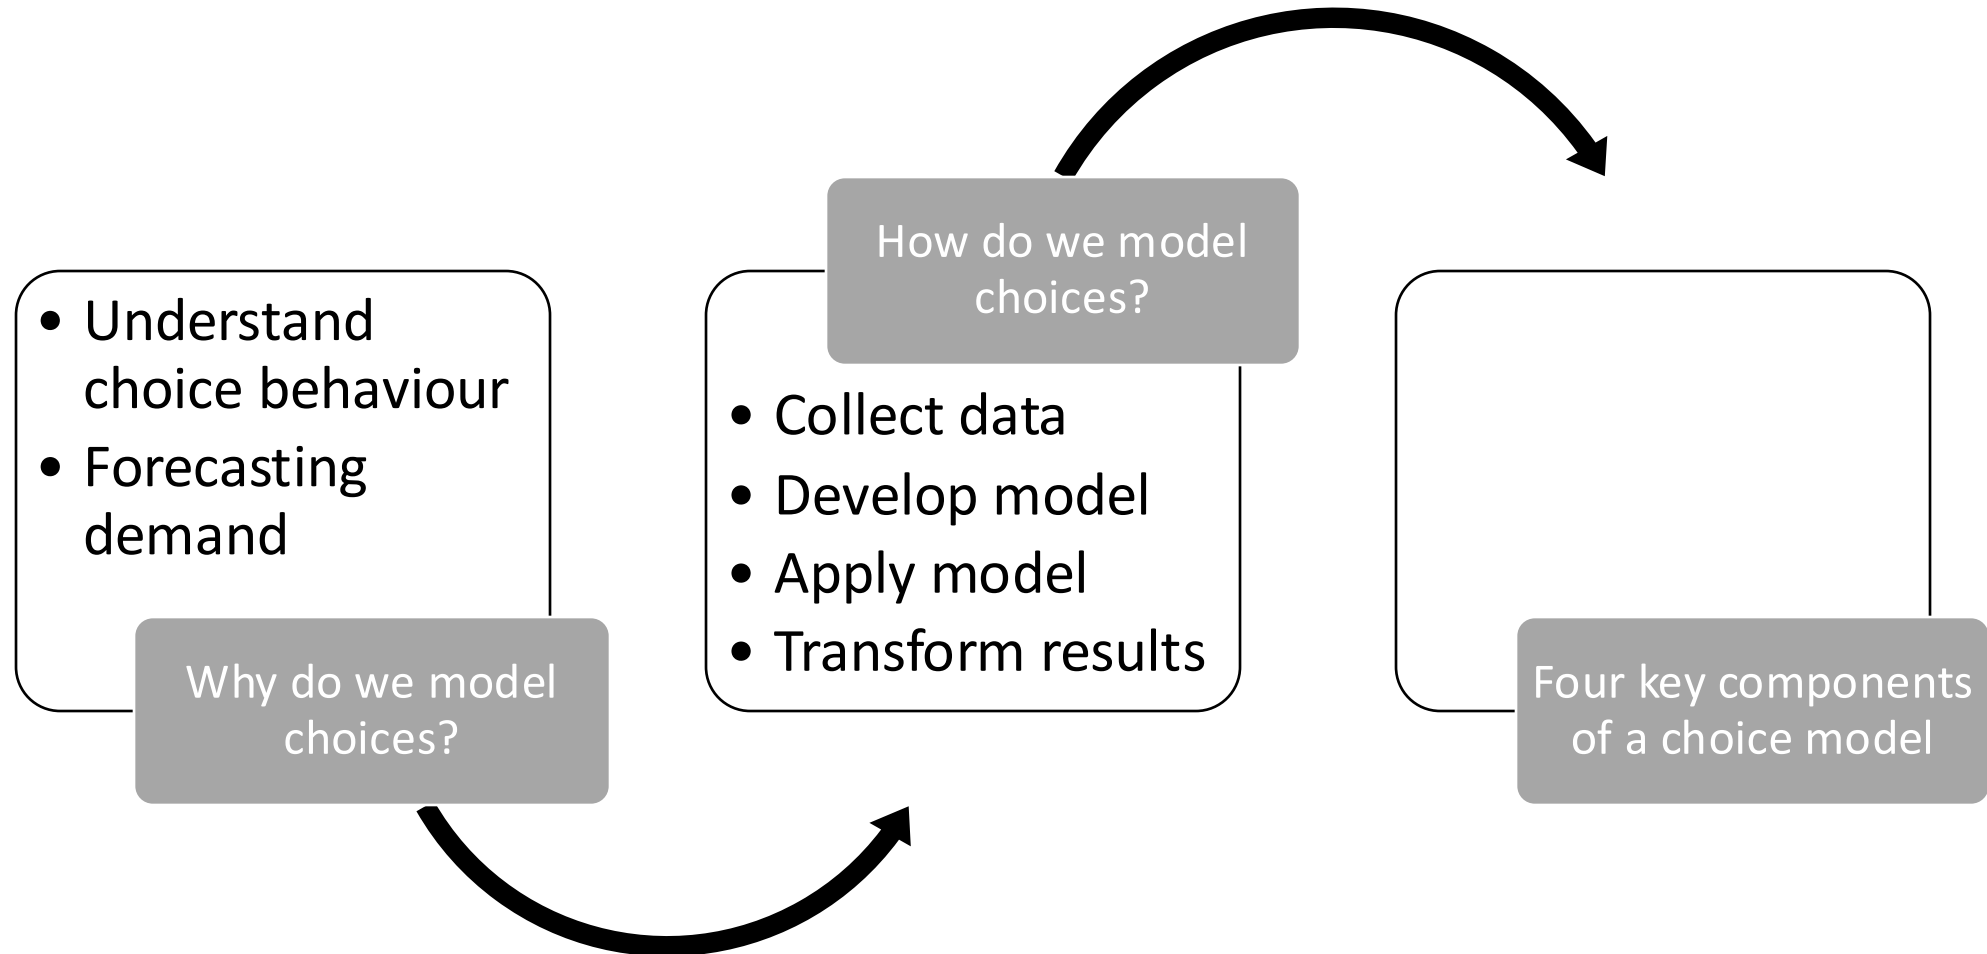 • Understand
choice behaviour
• Forecasting
demand
Why do we model
choices?
How do we model
choices?
• Collect data
• Develop model
• Apply model
• Transform results
Four key components
of a choice model